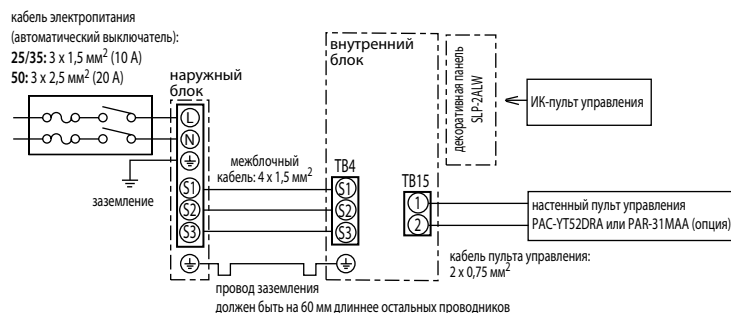 кабель электропитания
(автоматический выключатель):
25/35: 3 x 1,5 мм² (10 А)
50: 3 x 2,5 мм² (20 А)
наружный
блок
внутренний
блок
декоративная панель
SLP-2ALW
ИК-пульт управления
L
N
заземление
межблочный
кабель: 4 x 1,5 мм²
S1
S2
S3
TB4
S1
S2
S3
TB15
1
2
настенный пульт управления
PAC-YT52DRA или PAR-31MAA (опция)
кабель пульта управления:
2 x 0,75 мм²
провод заземления
должен быть на 60 мм длиннее остальных проводников